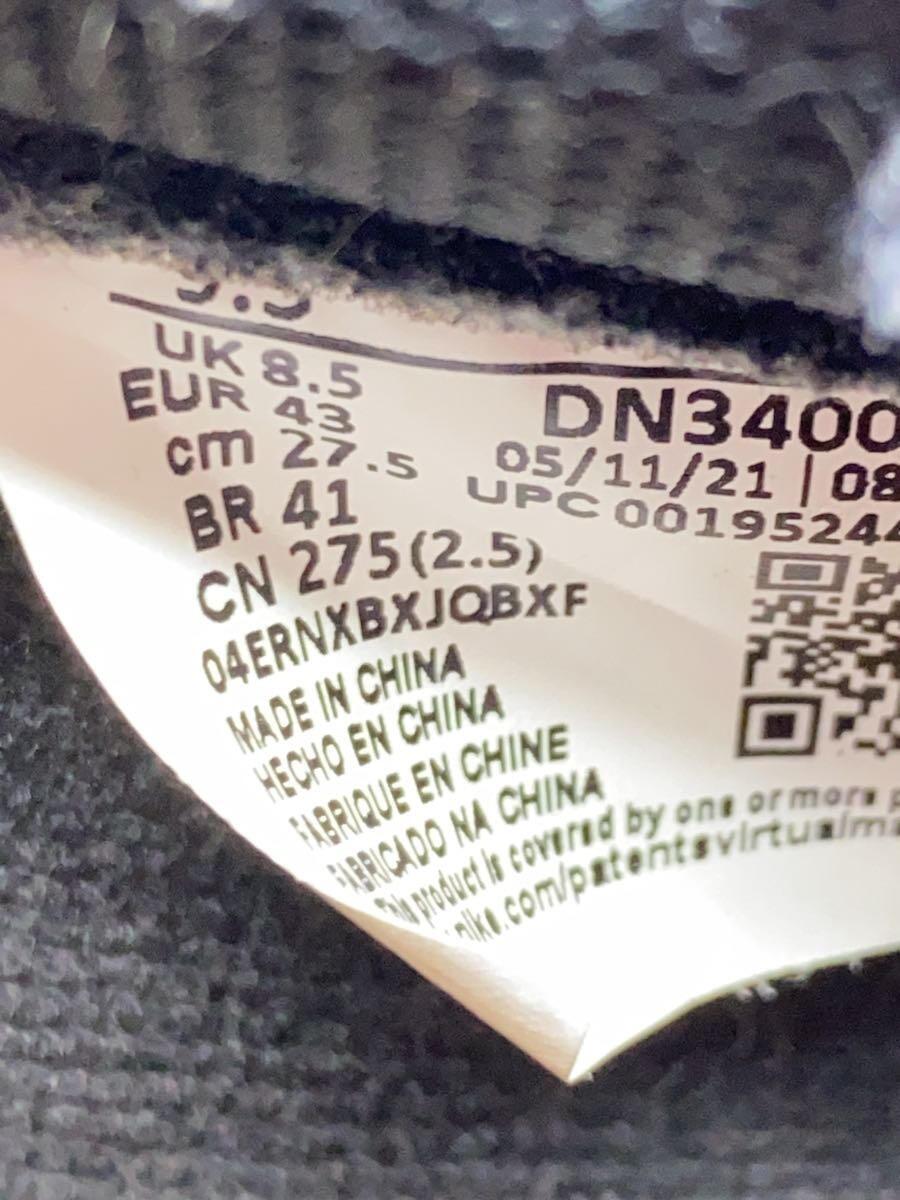 UK 8.5
EUR 43
cm 27.5
BR 41
CN 275(2.5)
04ERNXBXJQBXF
MADE IN CHINA
HECHO EN CHINA
FABRIQUE EN CHINE
FABRICADO NA CHINA
This product is covered by one or more p
nike.com/patentsvirtualma
DN3400
05/11/21 | 08
UPC 00195244